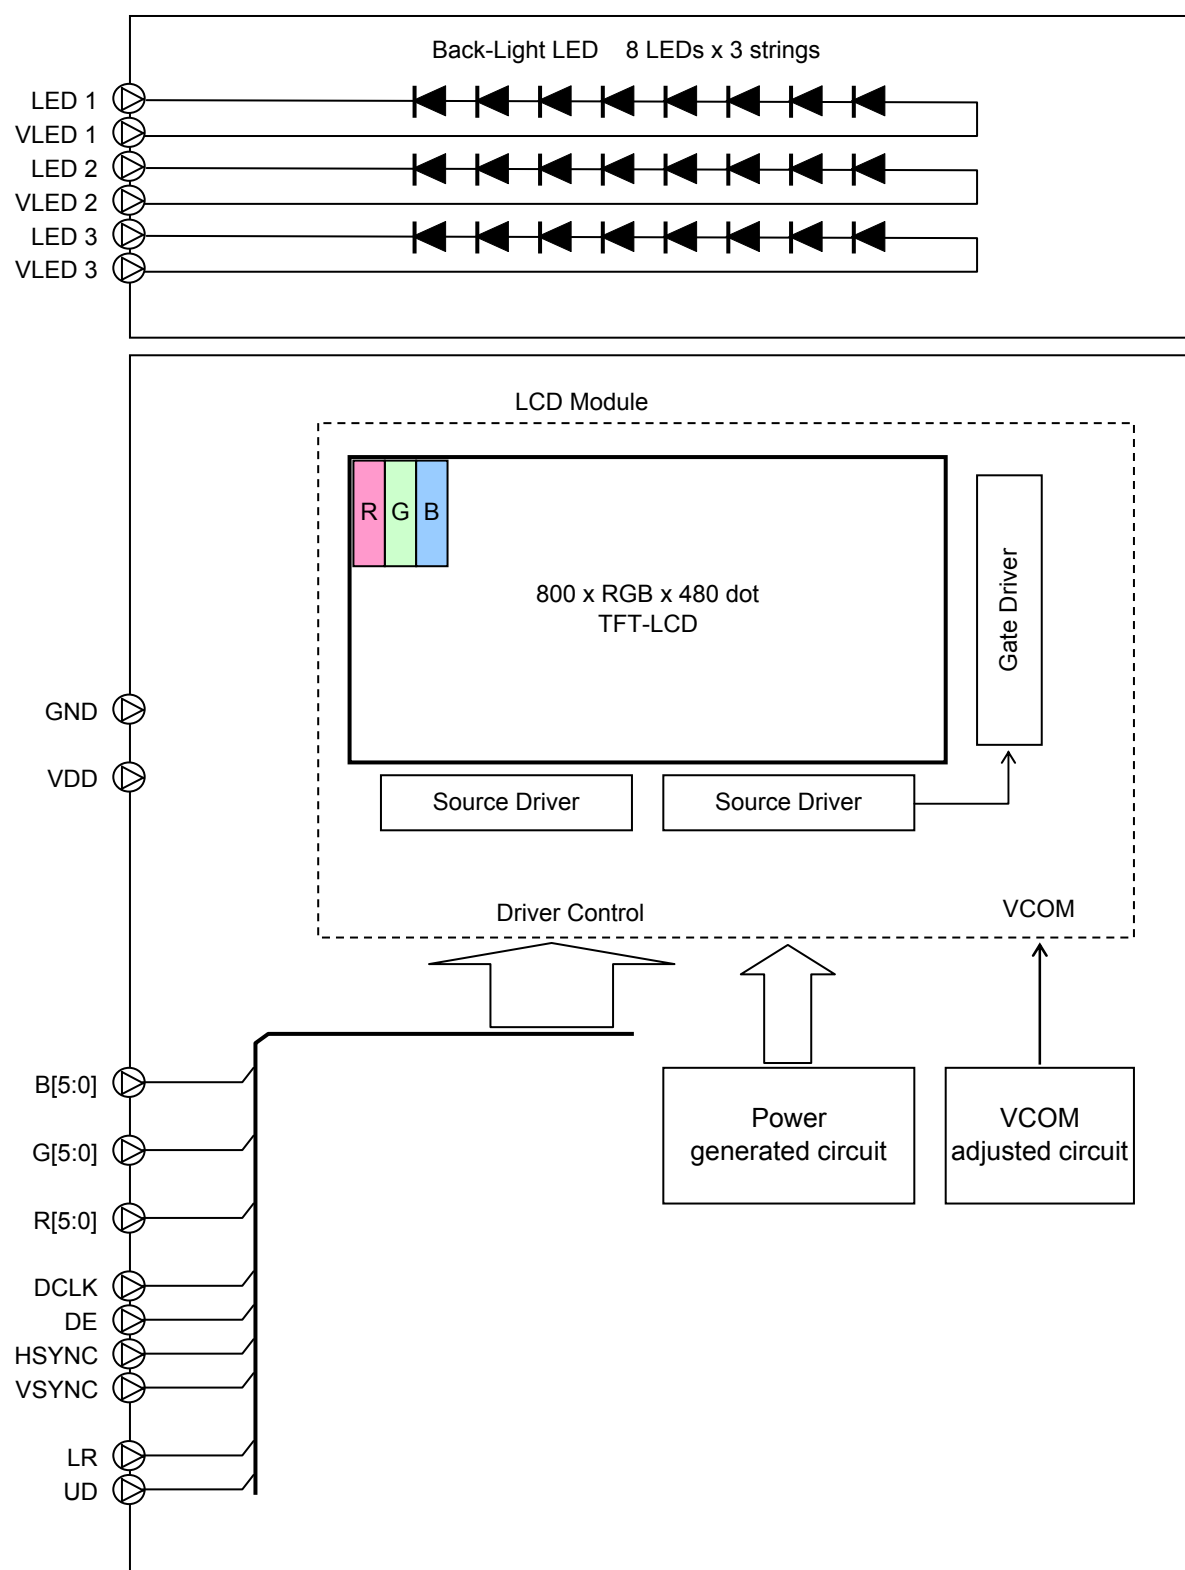 Back-Light LED 8 LEDs x 3 strings
LED 1
VLED 1
LED 2
VLED 2
LED 3
VLED 3
LCD Module
R G B
800 x RGB x 480 dot
TFT-LCD
Gate Driver
GND
VDD
Source Driver
Source Driver
Driver Control
VCOM
B[5:0]
G[5:0]
R[5:0]
Power
generated circuit
VCOM
adjusted circuit
DCLK
DE
HSYNC
VSYNC
LR
UD